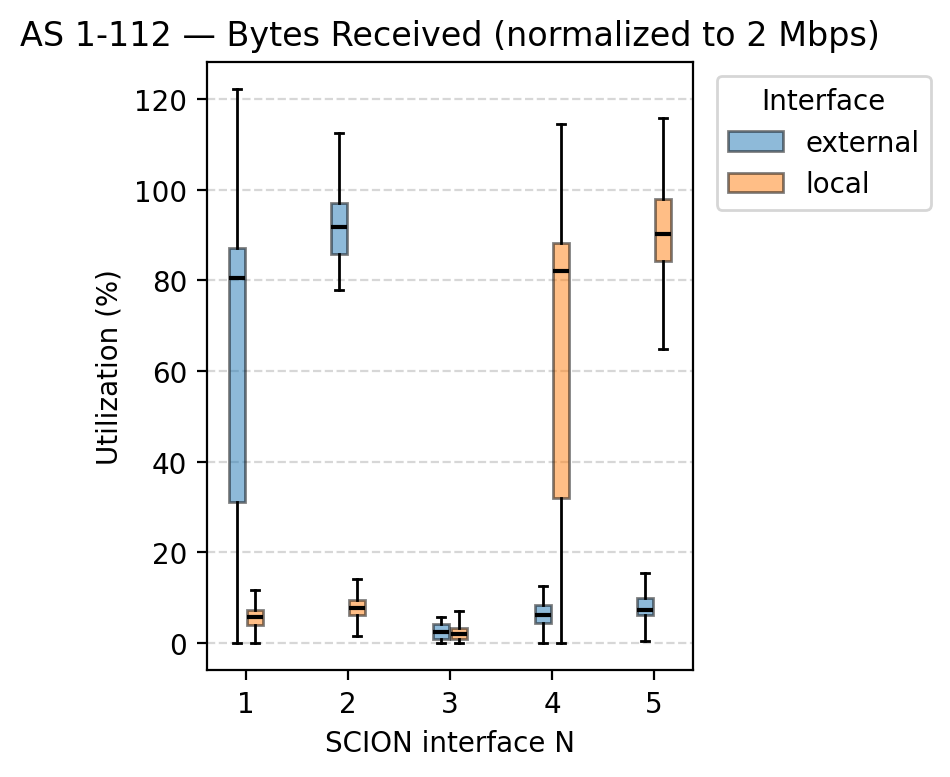 AS 1-112 — Bytes Received (normalized to 2 Mbps)
Interface
external
local
Utilization (%)
120
100
80
60
40
20
0
1 2 3 4 5
SCION interface N